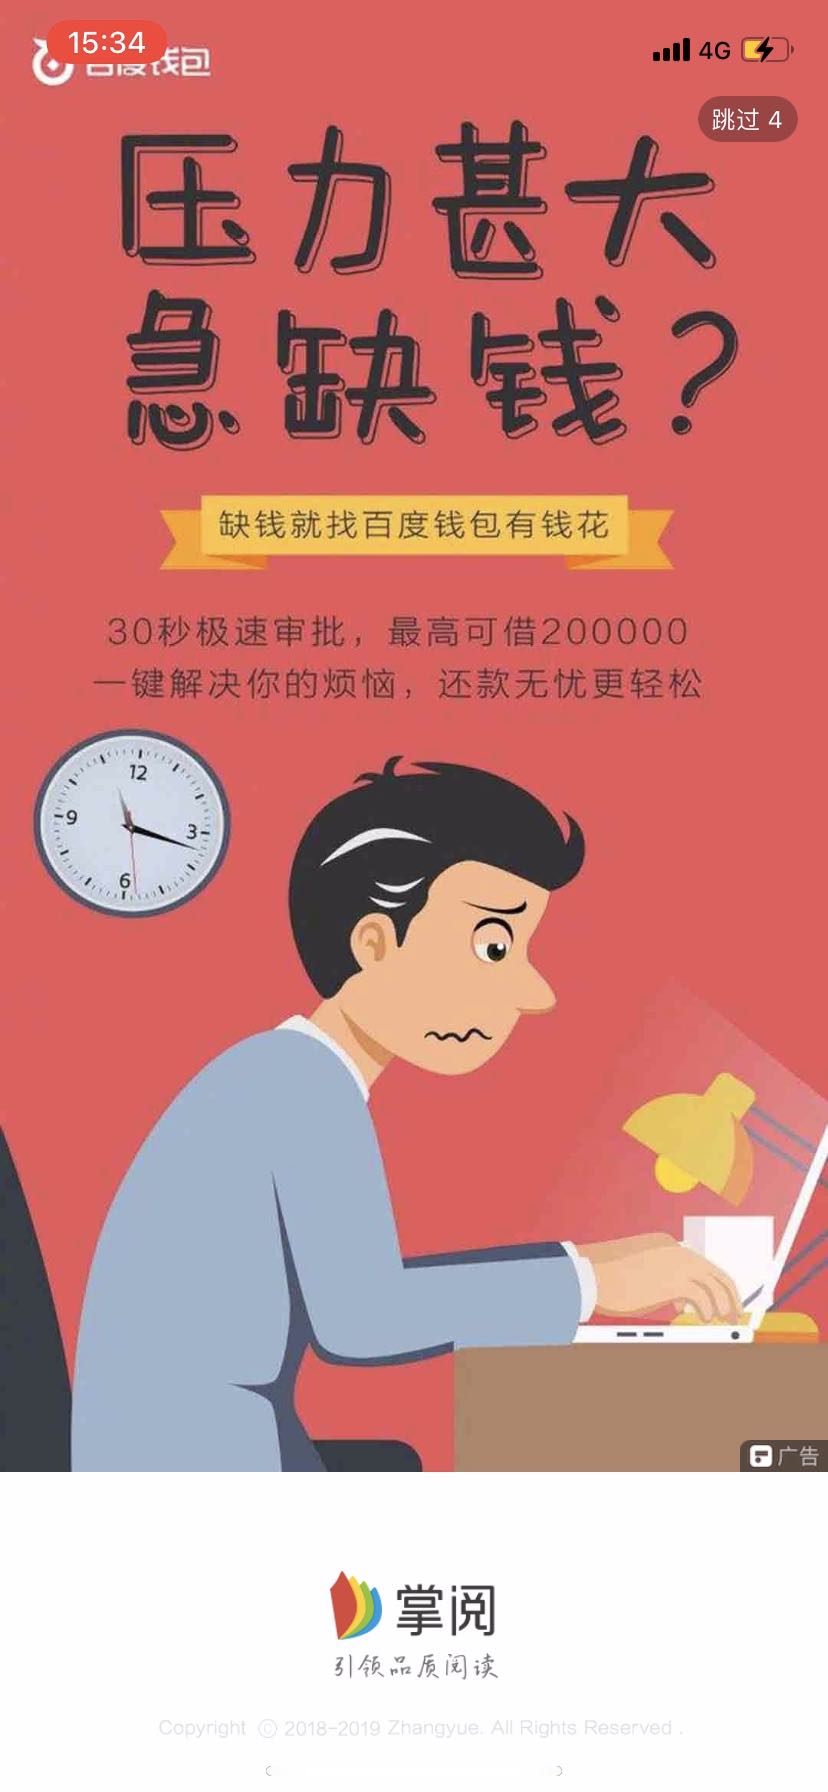 15:34
4G
百度钱包
跳过 4
压力甚大
急缺钱?
缺钱就找百度钱包有钱花
30秒极速审批，最高可借200000
一键解决你的烦恼，还款无忧更轻松
12
9
3
6
广告
掌阅
引领品质阅读
Copyright © 2018-2019 Zhangyue. All Rights Reserved .